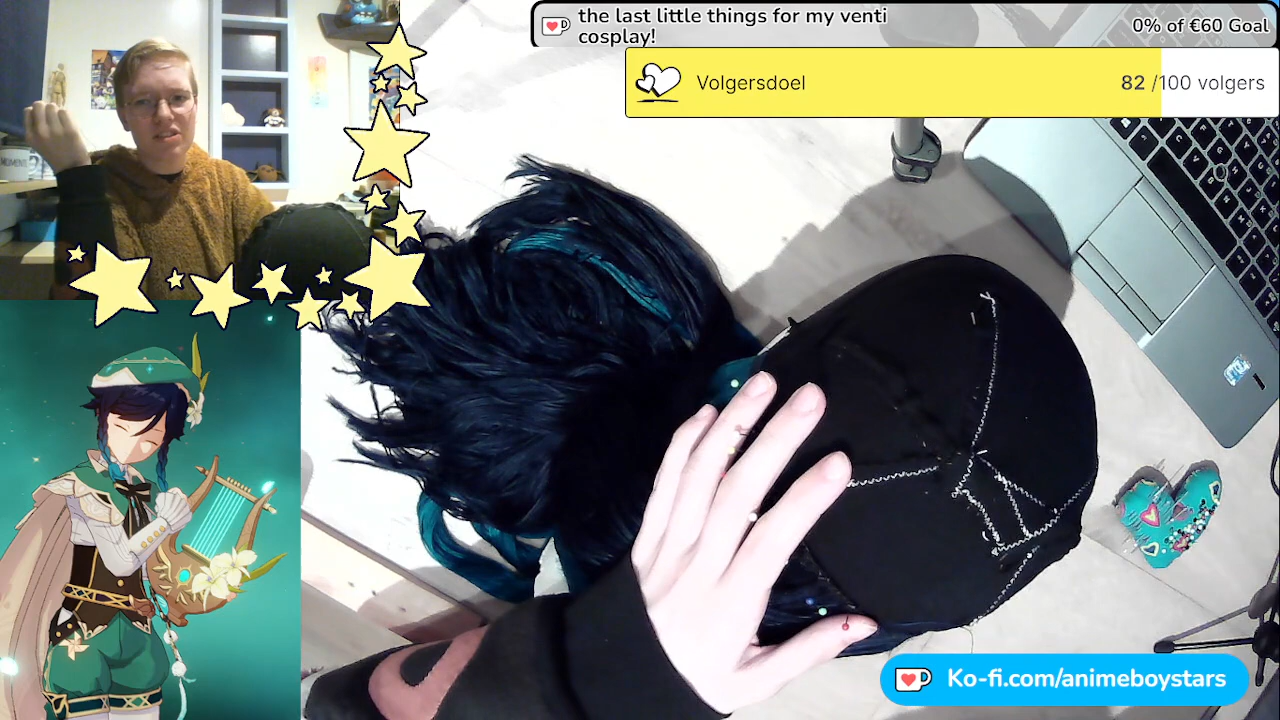 the last little things for my venti
cosplay!
0% of €60 Goal
Volgersdoel
82 /100 volgers
Ko-fi.com/animeboystars